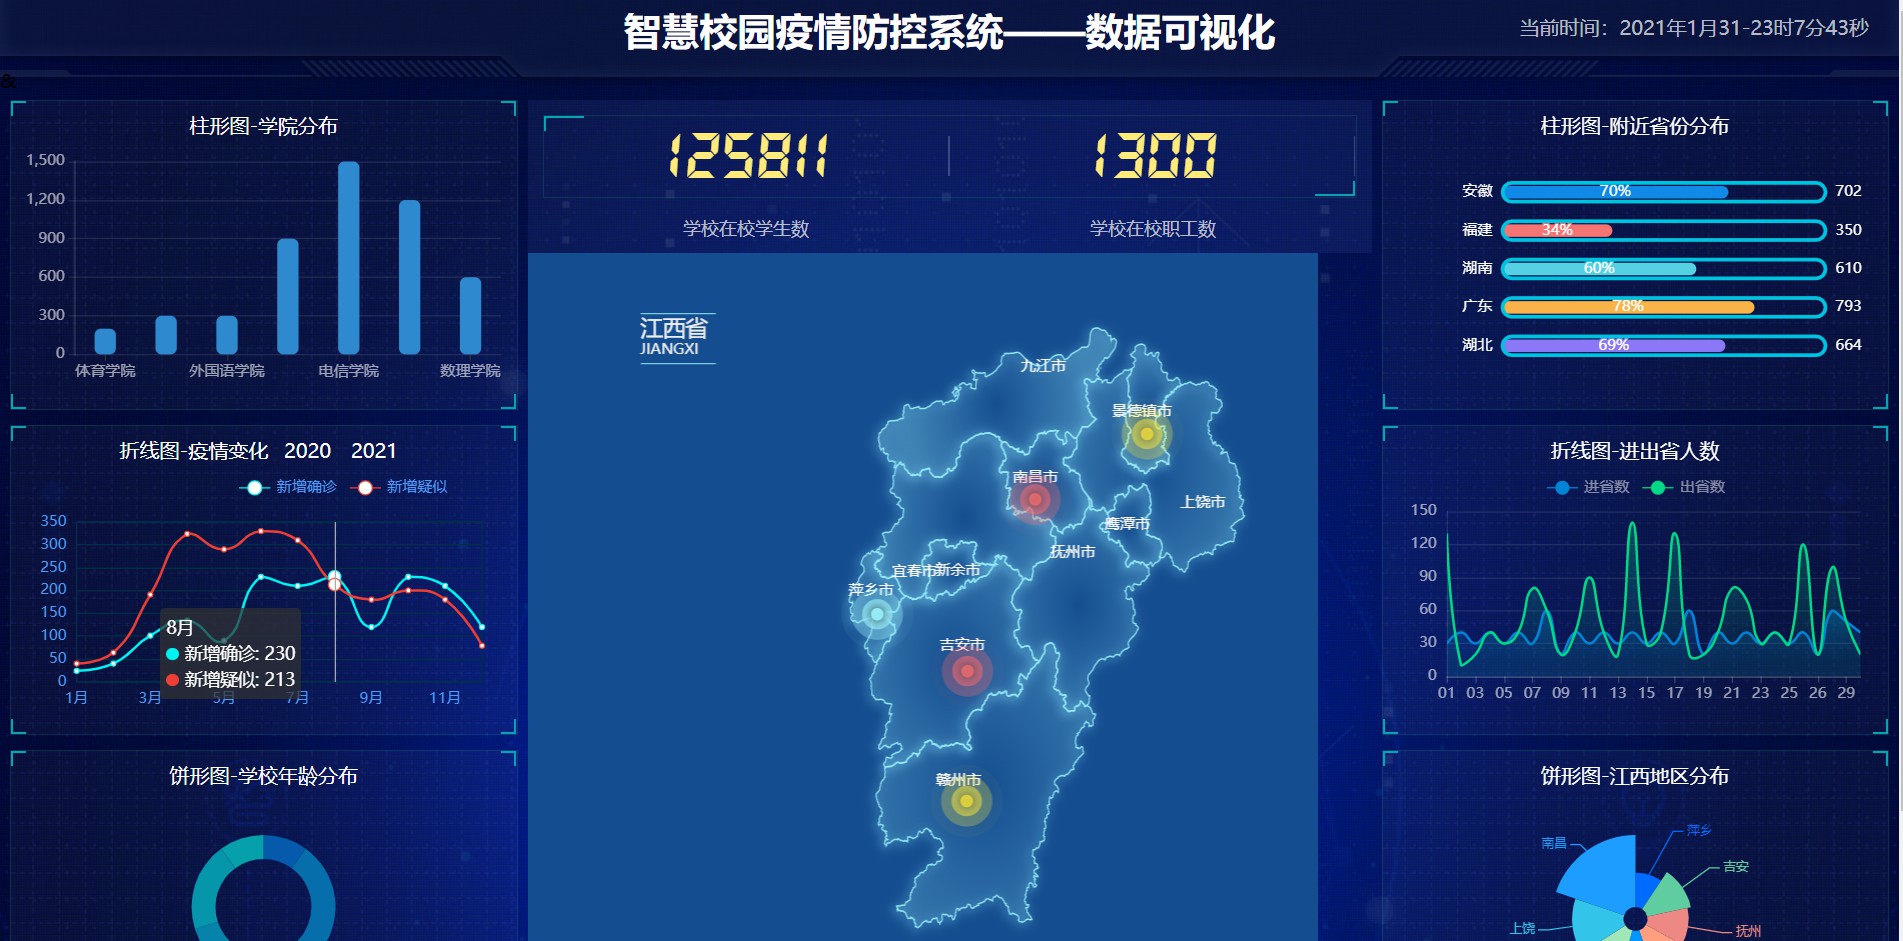 智慧校园疫情防控系统——数据可视化
当前时间：2021年1月31-23时7分43秒
&
柱形图-学院分布
1,500
1,200
900
600
300
0
体育学院 外国语学院 电信学院 数理学院
折线图-疫情变化 2020 2021
新增确诊 新增疑似
350
300
250
200
150
100
50
0
8月
新增确诊: 230
新增疑似: 213
1月 3月 5月 7月 9月 11月
饼形图-学校年龄分布
125811 1300
学校在校学生数 学校在校职工数
江西省
JIANGXI
九江市
景德镇市
南昌市
上饶市
鹰潭市
抚州市
宜春市 新余市
萍乡市
吉安市
赣州市
柱形图-附近省份分布
安徽 70% 702
福建 34% 350
湖南 60% 610
广东 78% 793
湖北 69% 664
折线图-进出省人数
进省数 出省数
150
120
90
60
30
0
01 03 05 07 09 11 13 15 17 19 21 23 25 26 29
饼形图-江西地区分布
萍乡
南昌
吉安
上饶
抚州